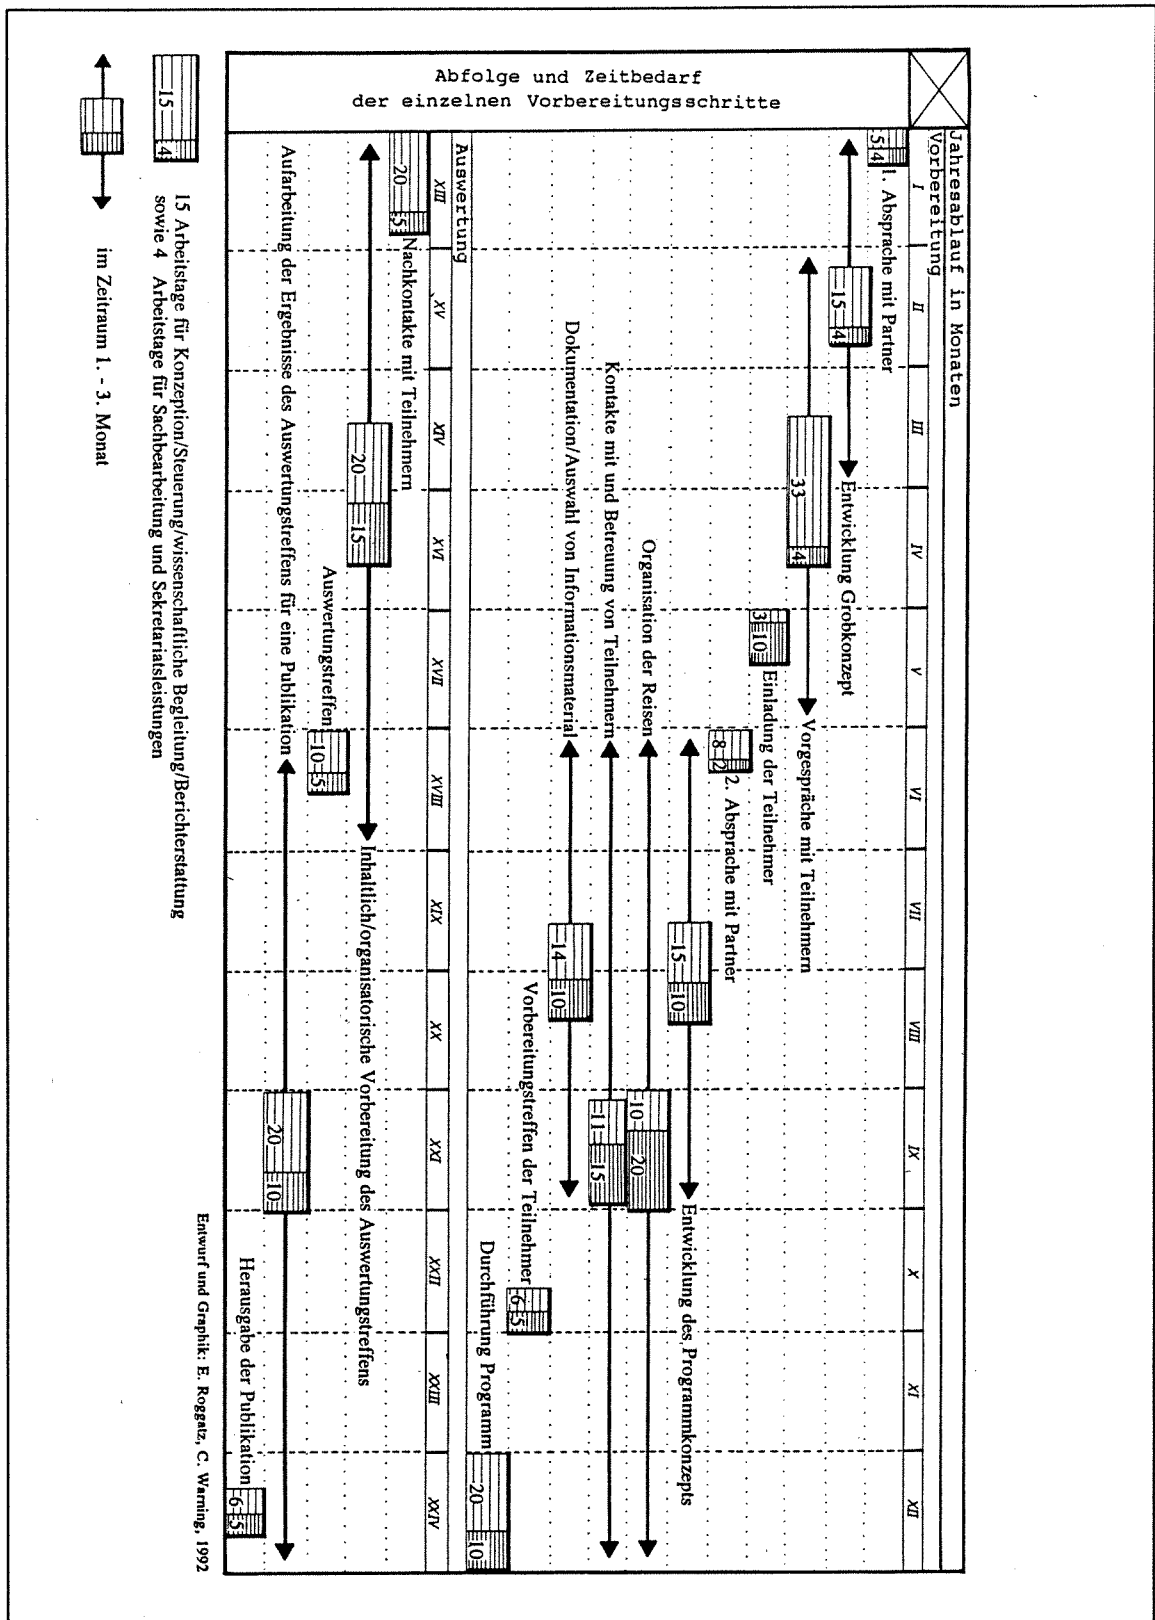 Abfolge und Zeitbedarf
der einzelnen Vorbereitungsschritte
Jahresablauf in Monaten
Vorbereitung
I II III IV V VI VII VIII IX X XI XII
5 4 1. Absprache mit Partner
15 4 Entwicklung Grobkonzept
33 4 Vorgespräche mit Teilnehmern
3 10 Einladung der Teilnehmer
8 2 2. Absprache mit Partner
15 10 Entwicklung des Programmkonzepts
Organisation der Reisen 10 20
Kontakte mit und Betreuung von Teilnehmern 11 15
Dokumentation/Auswahl von Informationsmaterial 14 10
Vorbereitungstreffen der Teilnehmer 6 5
Durchführung Programm 20 10
Auswertung
XIII XV XIV XVI XVII XVIII XIX XX XXI XXII XXIII XXIV
20 5 Nachkontakte mit Teilnehmern
20 15 Inhaltlich/organisatorische Vorbereitung des Auswertungstreffens
Auswertungstreffen 10 5
Aufarbeitung der Ergebnisse des Auswertungstreffens für eine Publikation 20 10
Herausgabe der Publikation 6 5
15 4 15 Arbeitstage für Konzeption/Steuerung/wissenschaftliche Begleitung/Berichterstattung
sowie 4 Arbeitstage für Sachbearbeitung und Sekretariatsleistungen
im Zeitraum 1. - 3. Monat
Entwurf und Graphik: E. Roggatz, C. Warning, 1992